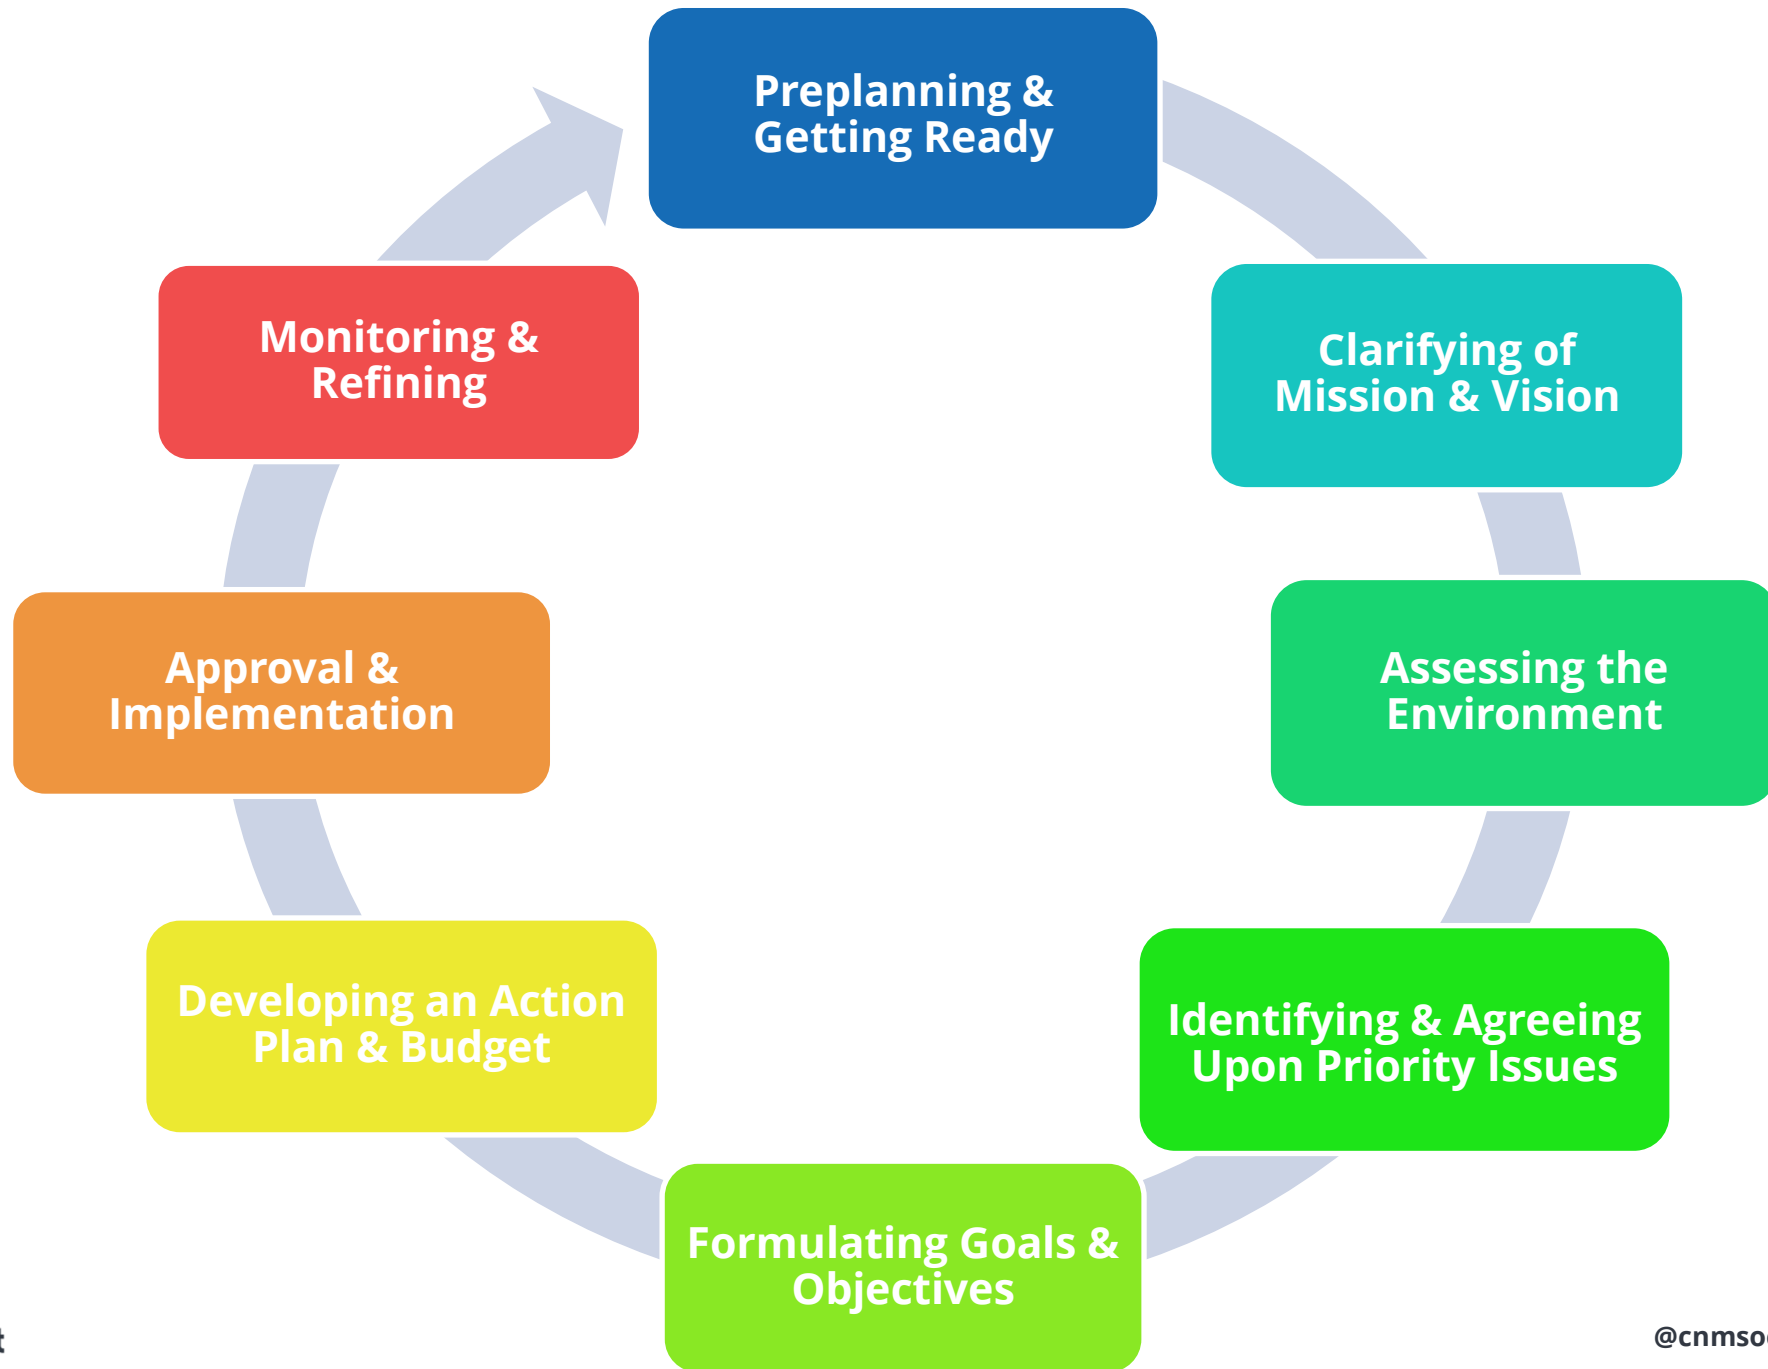 Preplanning &
Getting Ready
Clarifying of
Mission & Vision
Assessing the
Environment
Identifying & Agreeing
Upon Priority Issues
Formulating Goals &
Objectives
Developing an Action
Plan & Budget
Approval &
Implementation
Monitoring &
Refining